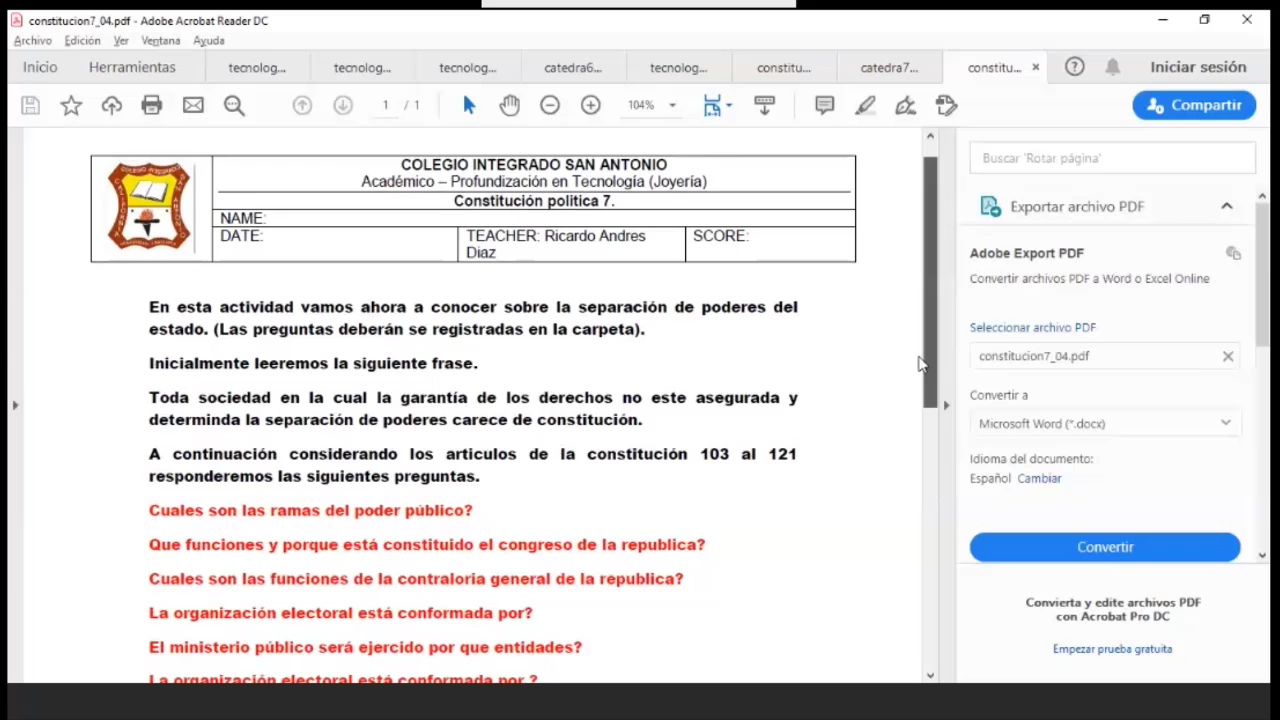 constitucion7_04.pdf - Adobe Acrobat Reader DC
Archivo Edición Ver Ventana Ayuda
Inicio Herramientas tecnolog... tecnolog... tecnolog... catedra6... tecnolog... constitu... catedra7... constitu... Iniciar sesión
1 / 1 104% Compartir
COLEGIO INTEGRADO SAN ANTONIO
Académico – Profundización en Tecnología (Joyería)
Constitución politica 7.
NAME:
DATE: TEACHER: Ricardo Andres Diaz SCORE:
En esta actividad vamos ahora a conocer sobre la separación de poderes del
estado. (Las preguntas deberán se registradas en la carpeta).
Inicialmente leeremos la siguiente frase.
Toda sociedad en la cual la garantía de los derechos no este asegurada y
determinda la separación de poderes carece de constitución.
A continuación considerando los articulos de la constitución 103 al 121
responderemos las siguientes preguntas.
Cuales son las ramas del poder público?
Que funciones y porque está constituido el congreso de la republica?
Cuales son las funciones de la contraloria general de la republica?
La organización electoral está conformada por?
El ministerio público será ejercido por que entidades?
La organización electoral está conformada por ?
Buscar 'Rotar página'
Exportar archivo PDF
Adobe Export PDF
Convertir archivos PDF a Word o Excel Online
Seleccionar archivo PDF
constitucion7_04.pdf
Convertir a
Microsoft Word (*.docx)
Idioma del documento:
Español Cambiar
Convertir
Convierta y edite archivos PDF
con Acrobat Pro DC
Empezar prueba gratuita